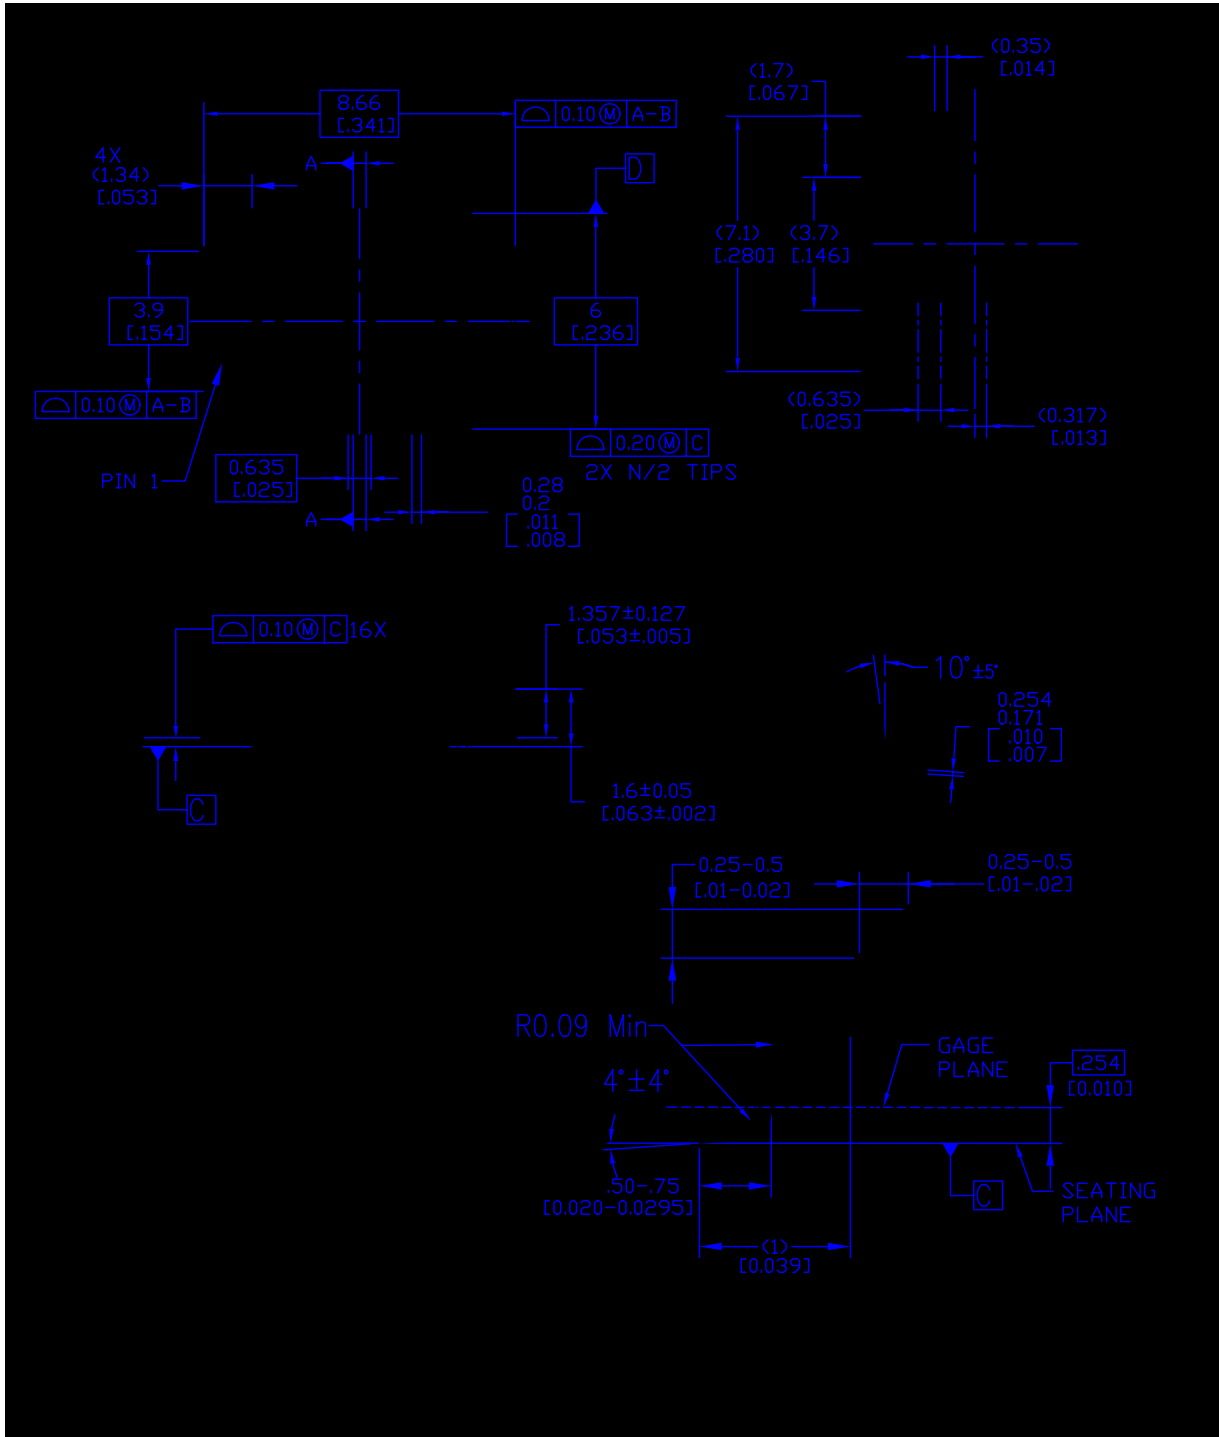 (0.35)
[.014]
(1.7)
[.067]
8.66
[.341]
0.10 Ⓜ A-B
4X
(1.34)
[.053]
A
D
(7.1)
[.280]
(3.7)
[.146]
3.9
[.154]
6
[.236]
0.10 Ⓜ A-B
(0.635)
[.025]
(0.317)
[.013]
0.20 Ⓜ C
2X N/2 TIPS
PIN 1
0.635
[.025]
0.28
0.2
[.011
.008]
A
0.10 Ⓜ C 16X
1.357±0.127
[.053±.005]
10°±5°
0.254
0.171
[.010
.007]
C
1.6±0.05
[.063±.002]
0.25-0.5
[.01-0.02]
0.25-0.5
[.01-.02]
R0.09 Min
GAGE
PLANE
.254
[0.010]
4°±4°
.50-.75
[0.020-0.0295]
C
SEATING
PLANE
(1)
[0.039]